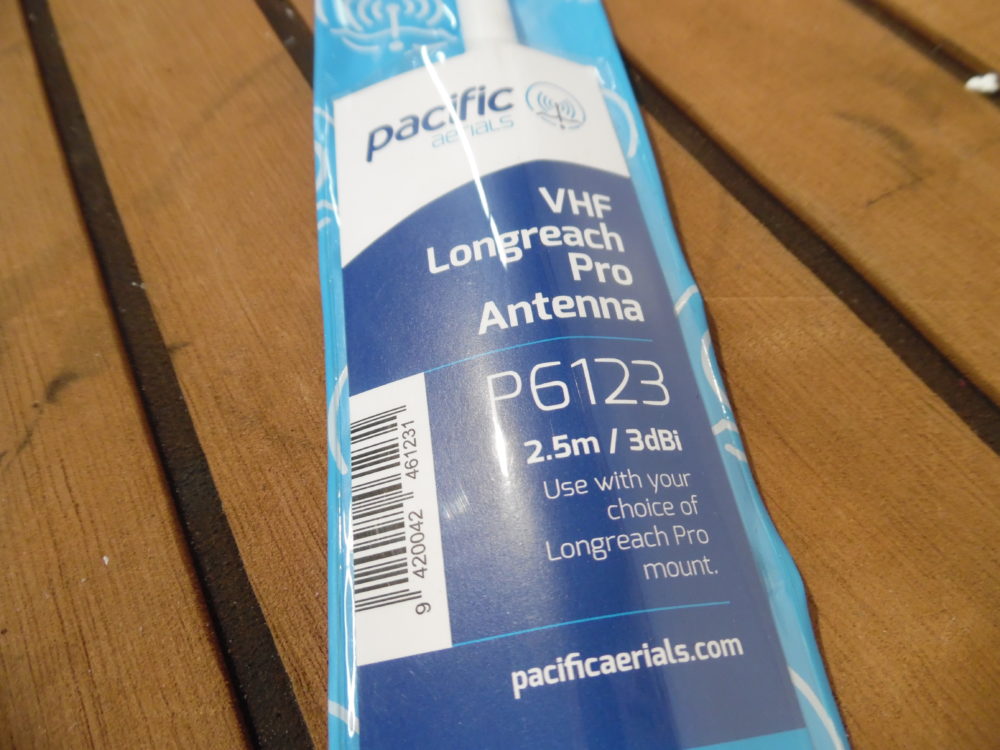 pacific
aerials
VHF
Longreach
Pro
Antenna
P6123
2.5m / 3dBi
Use with your
choice of
Longreach Pro
mount.
9 420042 461231
pacificaerials.com